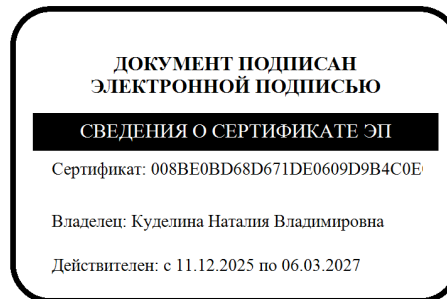 ДОКУМЕНТ ПОДПИСАН
ЭЛЕКТРОННОЙ ПОДПИСЬЮ
СВЕДЕНИЯ О СЕРТИФИКАТЕ ЭП
Сертификат: 008BE0BD68D671DE0609D9B4C0E
Владелец: Куделина Наталия Владимировна
Действителен: с 11.12.2025 по 06.03.2027